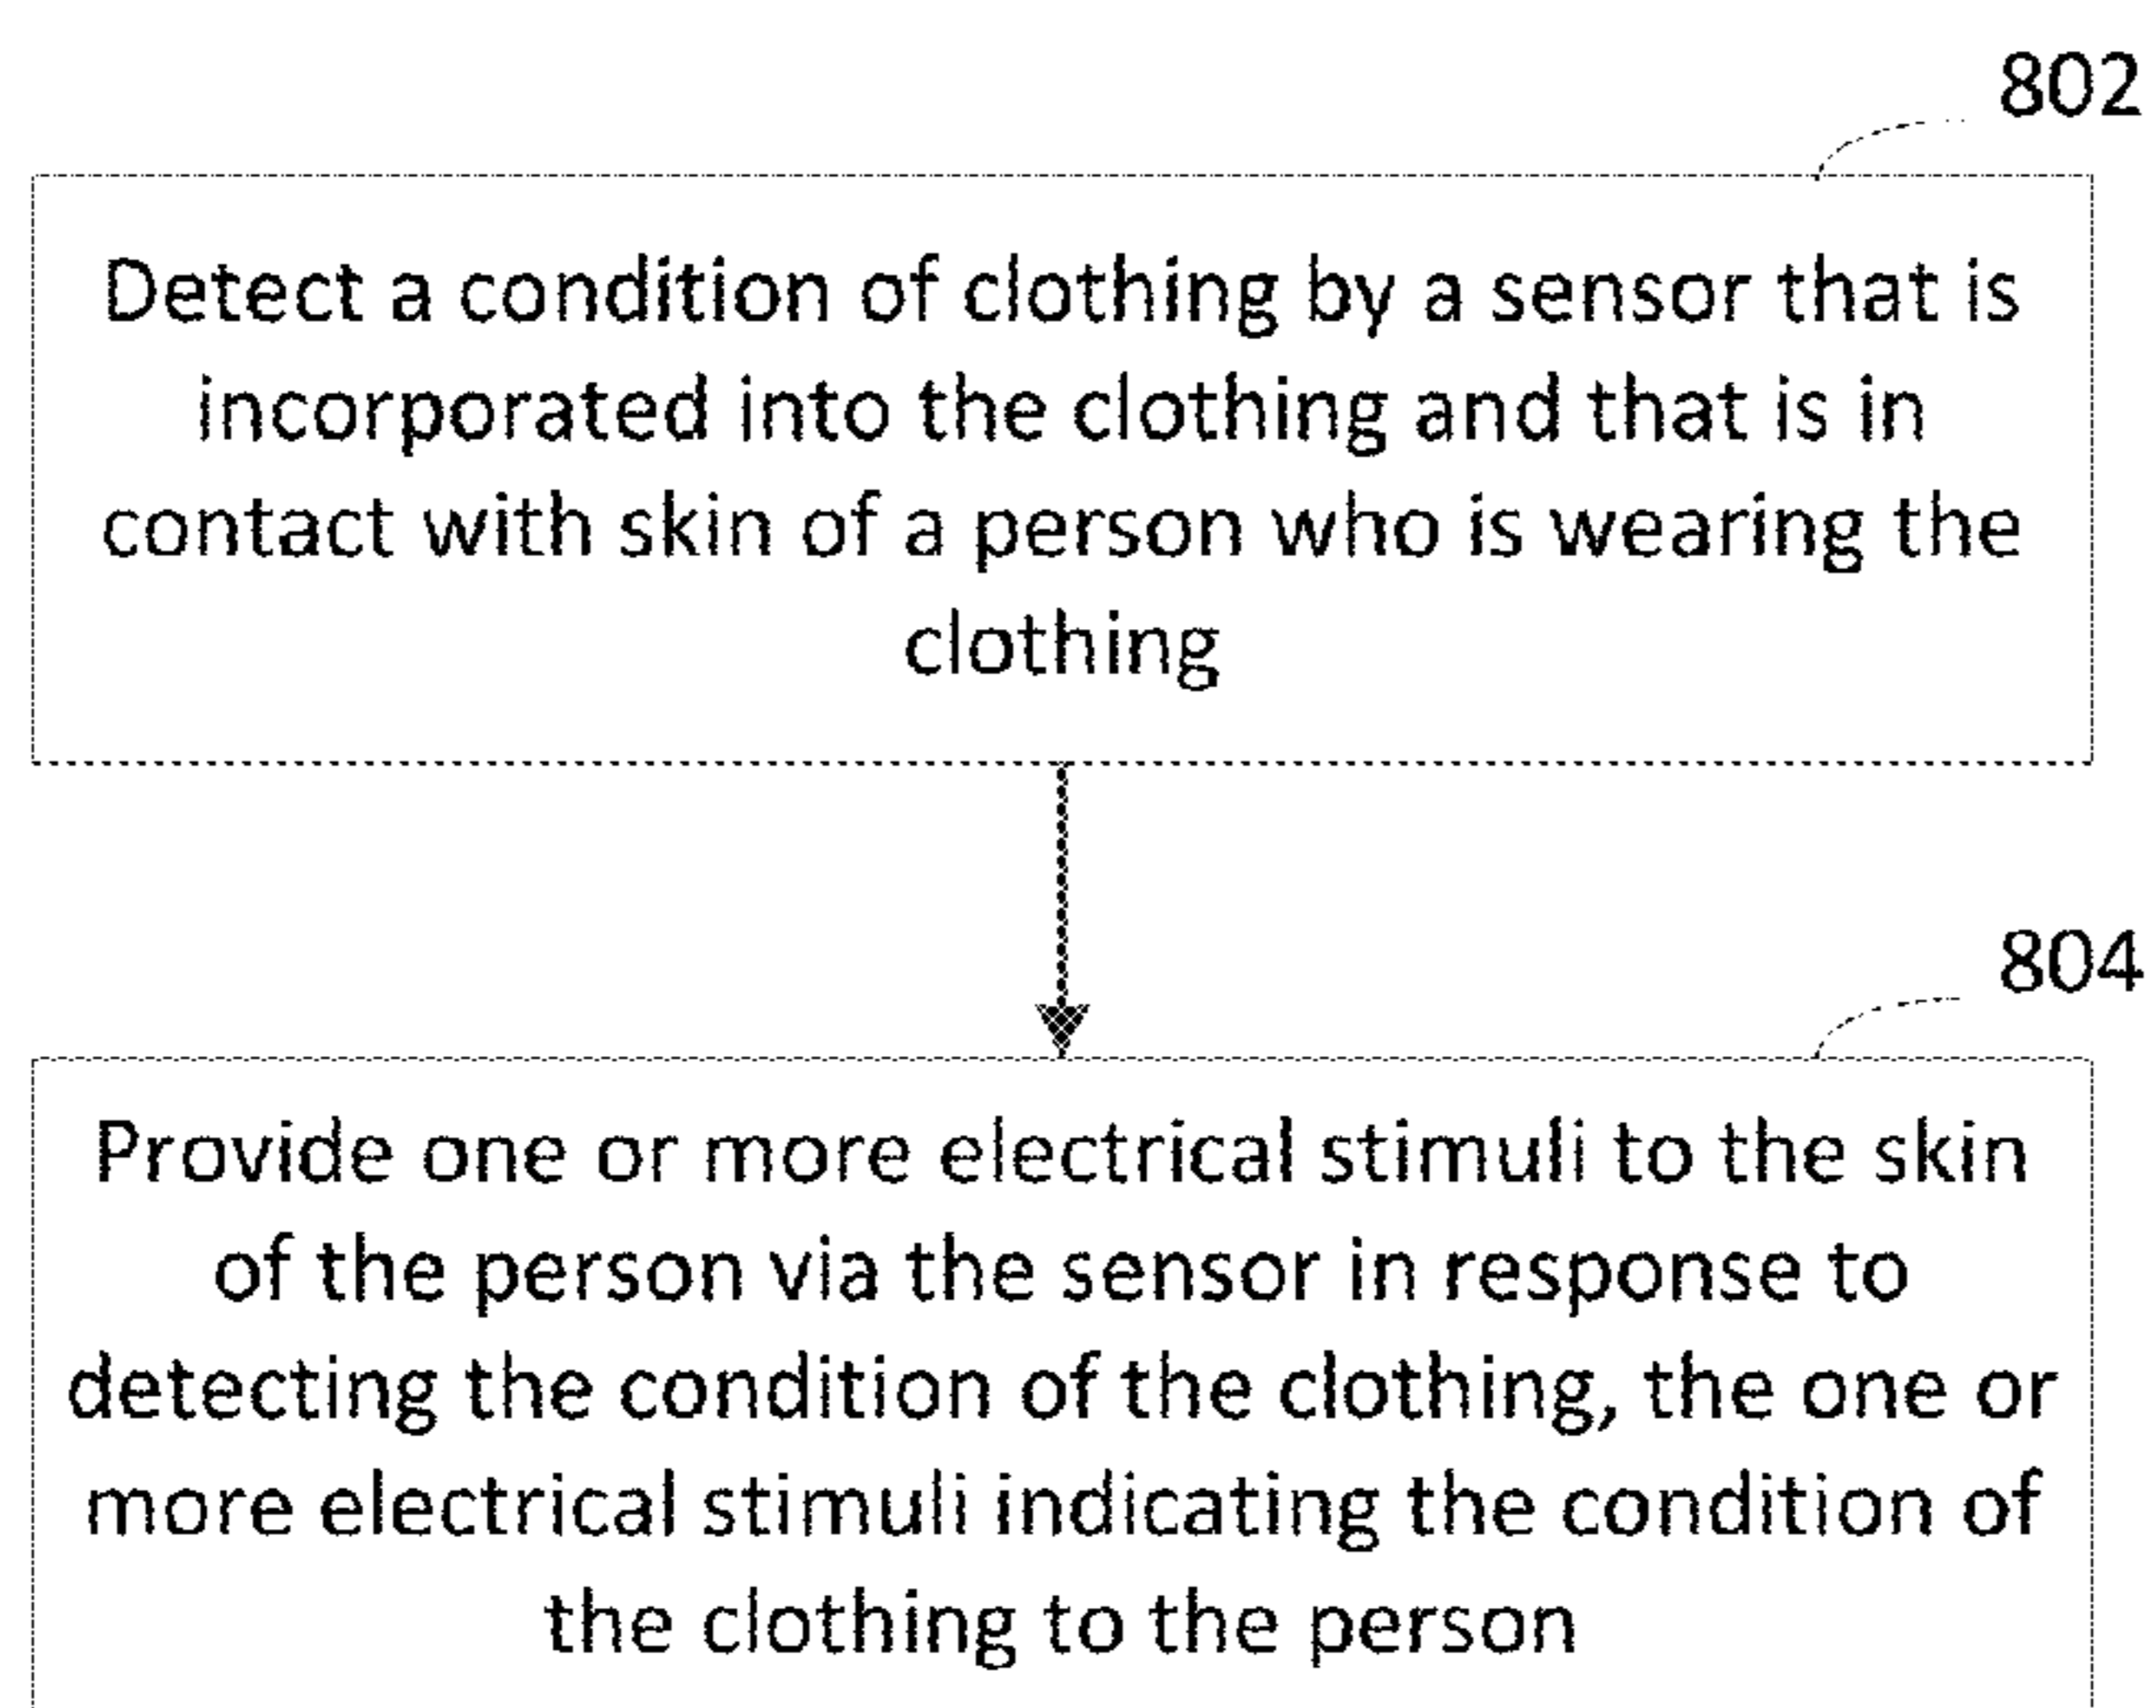 802
Detect a condition of clothing by a sensor that is
incorporated into the clothing and that is in
contact with skin of a person who is wearing the
clothing
804
Provide one or more electrical stimuli to the skin
of the person via the sensor in response to
detecting the condition of the clothing, the one or
more electrical stimuli indicating the condition of
the clothing to the person